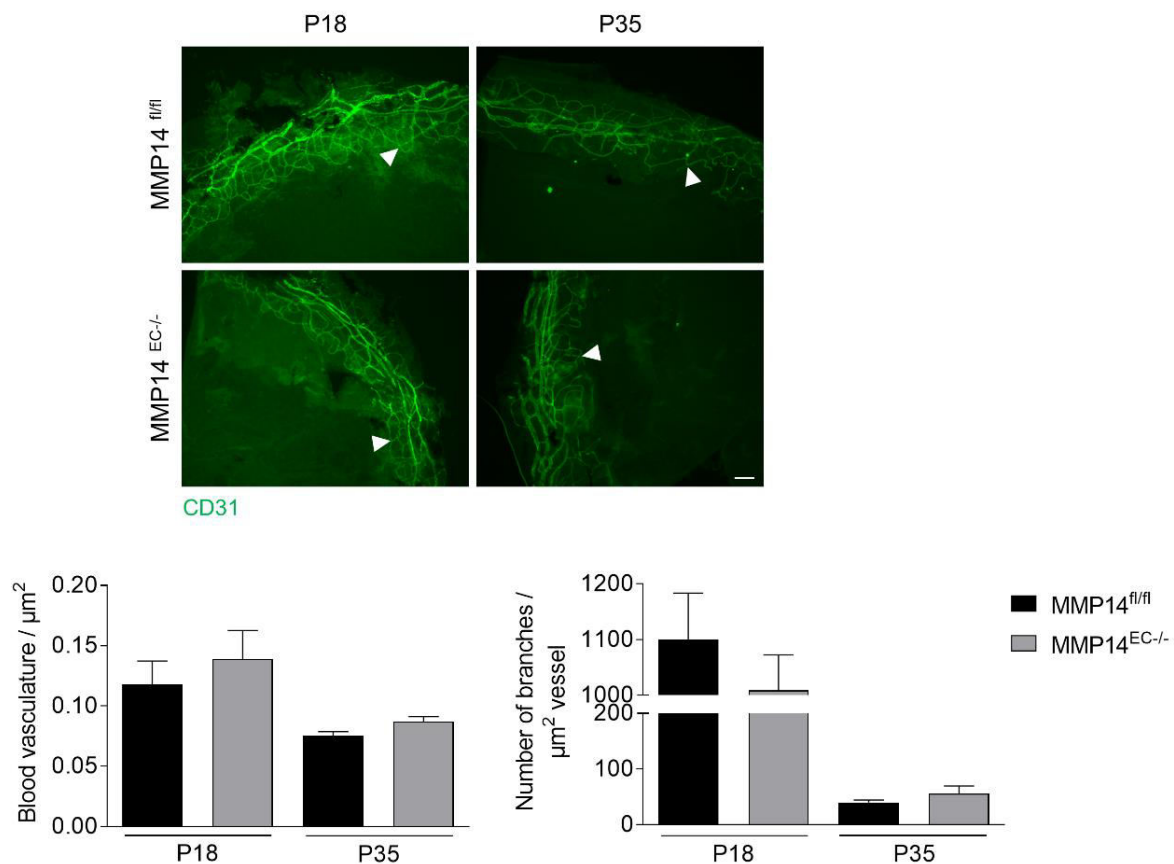 P18 P35
MMP14 fl/fl
MMP14 EC-/-
CD31
Blood vasculature / µm²
0.20
0.15
0.10
0.05
0.00
P18 P35
Number of branches /
µm² vessel
1200
1100
1000
200
100
0
P18 P35
MMP14fl/fl
MMP14EC-/-